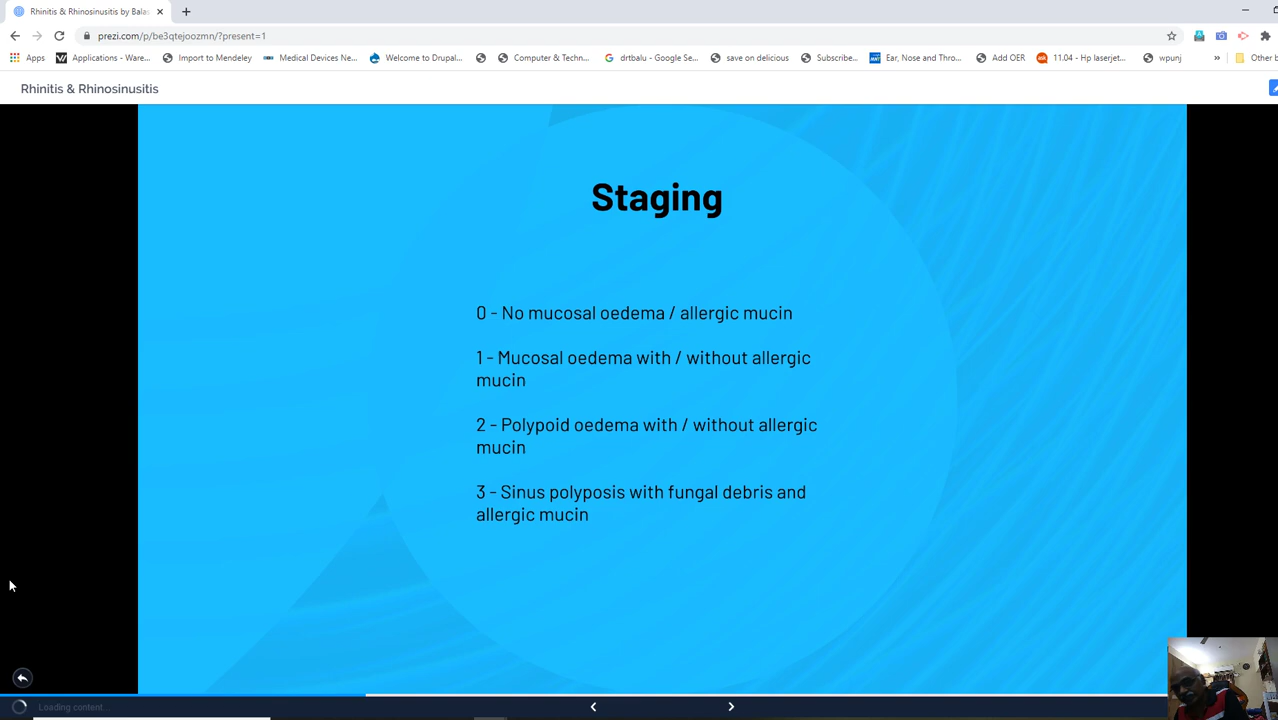 Rhinitis & Rhinosinusitis by Balas
prezi.com/p/be3qtejoozmn/?present=1
Apps Applications - Ware... Import to Mendeley Medical Devices Ne... Welcome to Drupal... Computer & Techn... drtbalu - Google Se... save on delicious Subscribe... Ear, Nose and Thro... Add OER 11.04 - Hp laserjet... wpunj » Other b
Rhinitis & Rhinosinusitis
Staging
0 - No mucosal oedema / allergic mucin
1 - Mucosal oedema with / without allergic
mucin
2 - Polypoid oedema with / without allergic
mucin
3 - Sinus polyposis with fungal debris and
allergic mucin
Loading content...